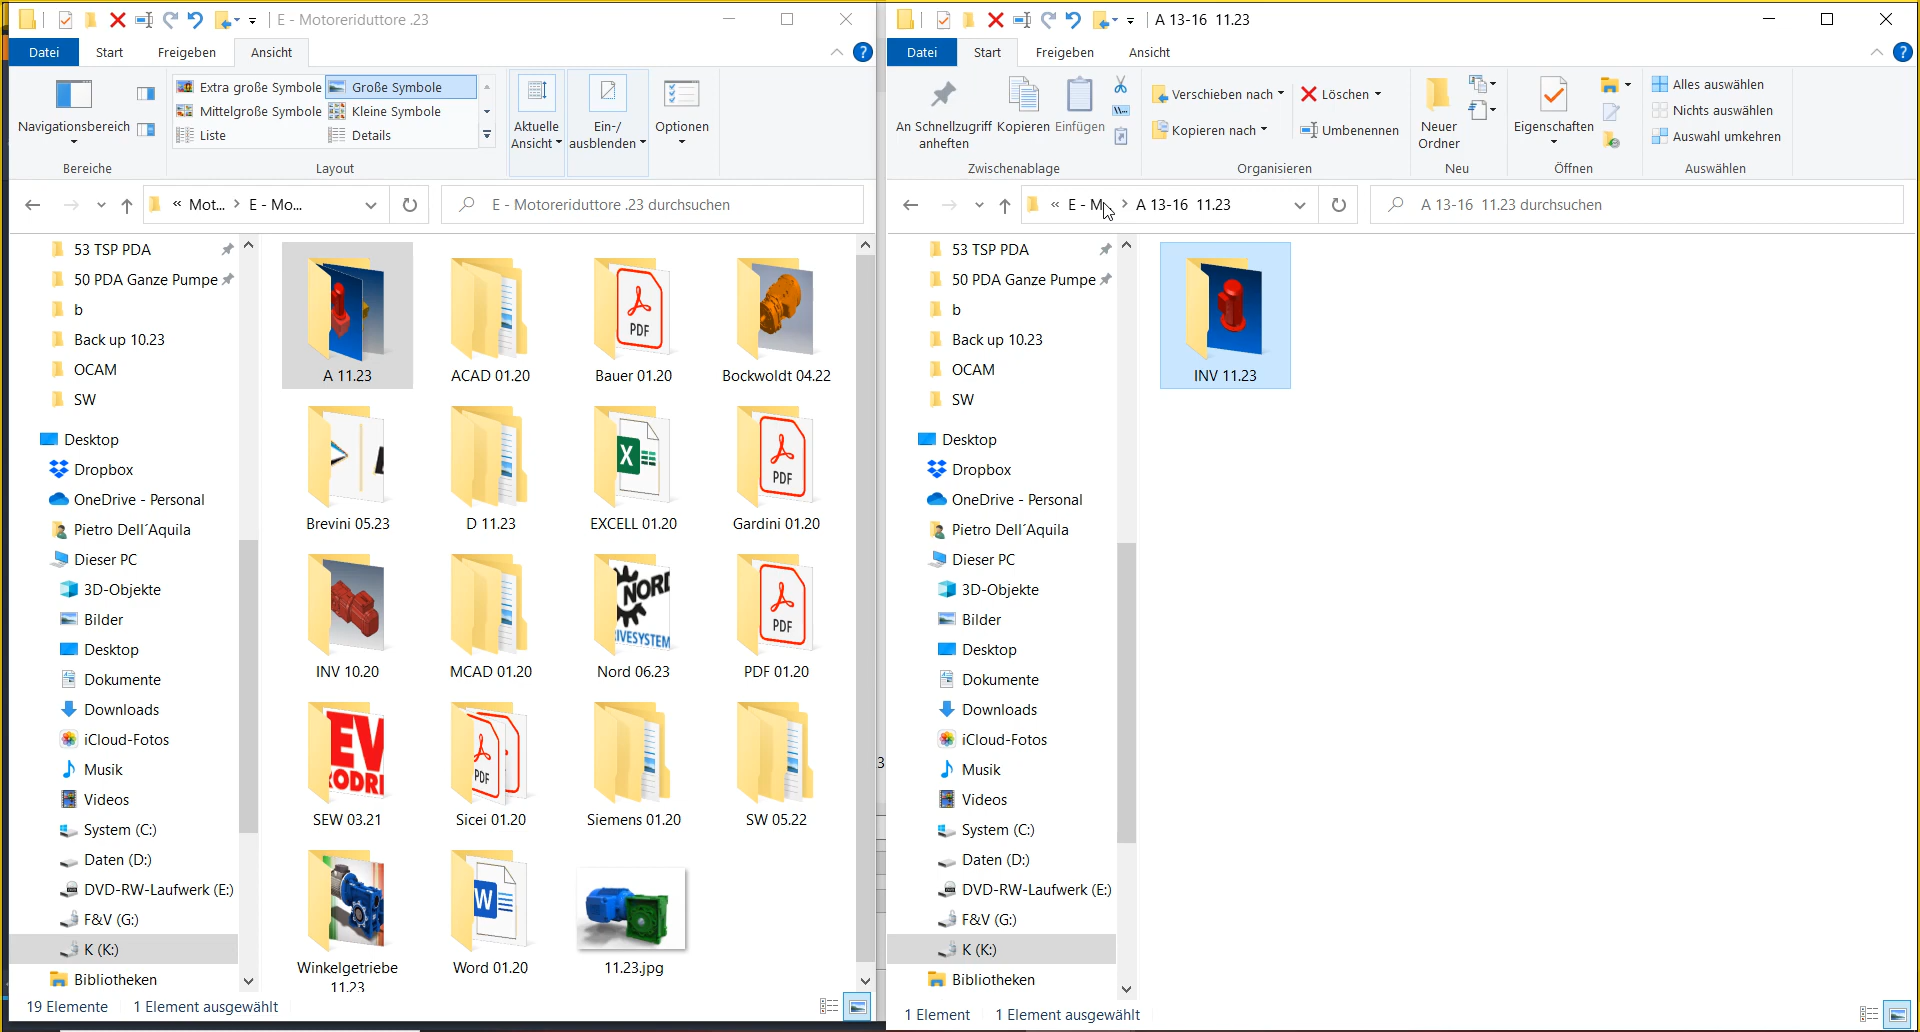 E - Motoreriduttore .23
Datei Start Freigeben Ansicht
Navigationsbereich
Bereiche
Extra große Symbole Große Symbole
Mittelgroße Symbole Kleine Symbole
Liste Details
Layout
Aktuelle
Ansicht
Ein-/
ausblenden
Optionen
« Mot... > E - Mo...
E - Motoreriduttore .23 durchsuchen
53 TSP PDA
50 PDA Ganze Pumpe
b
Back up 10.23
OCAM
SW
Desktop
Dropbox
OneDrive - Personal
Pietro Dell´Aquila
Dieser PC
3D-Objekte
Bilder
Desktop
Dokumente
Downloads
iCloud-Fotos
Musik
Videos
System (C:)
Daten (D:)
DVD-RW-Laufwerk (E:)
F&V (G:)
K (K:)
Bibliotheken
PDF
A 11.23 ACAD 01.20 Bauer 01.20 Bockwoldt 04.22
X PDF
Brevini 05.23 D 11.23 EXCELL 01.20 Gardini 01.20
NORD
IVESYSTEM
PDF
INV 10.20 MCAD 01.20 Nord 06.23 PDF 01.20
EV
RODRI
PDF
SEW 03.21 Sicei 01.20 Siemens 01.20 SW 05.22
W
Winkelgetriebe
11.23
Word 01.20 11.23.jpg
19 Elemente 1 Element ausgewählt
3
A 13-16 11.23
Datei Start Freigeben Ansicht
An Schnellzugriff
anheften
Kopieren
Einfügen
Zwischenablage
Verschieben nach
Kopieren nach
Löschen
Umbenennen
Organisieren
Neuer
Ordner
Neu
Eigenschaften
Öffnen
Alles auswählen
Nichts auswählen
Auswahl umkehren
Auswählen
« E - M... > A 13-16 11.23
A 13-16 11.23 durchsuchen
53 TSP PDA
50 PDA Ganze Pumpe
b
Back up 10.23
OCAM
SW
Desktop
Dropbox
OneDrive - Personal
Pietro Dell´Aquila
Dieser PC
3D-Objekte
Bilder
Desktop
Dokumente
Downloads
iCloud-Fotos
Musik
Videos
System (C:)
Daten (D:)
DVD-RW-Laufwerk (E:)
F&V (G:)
K (K:)
Bibliotheken
INV 11.23
1 Element 1 Element ausgewählt